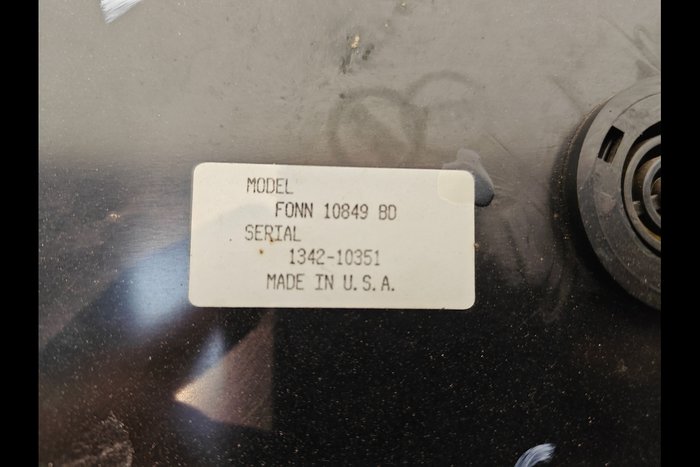 MODEL
FONN 10849 BD
SERIAL
1342-10351
MADE IN U.S.A.